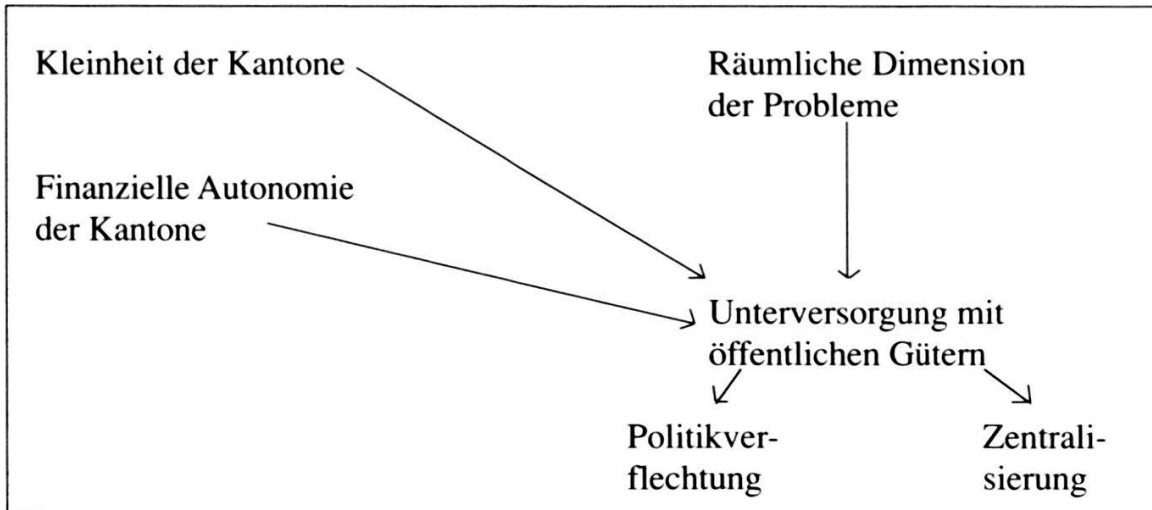 Kleinheit der Kantone
Räumliche Dimension
der Probleme
Finanzielle Autonomie
der Kantone
Unterversorgung mit
öffentlichen Gütern
Politikver-
flechtung
Zentrali-
sierung